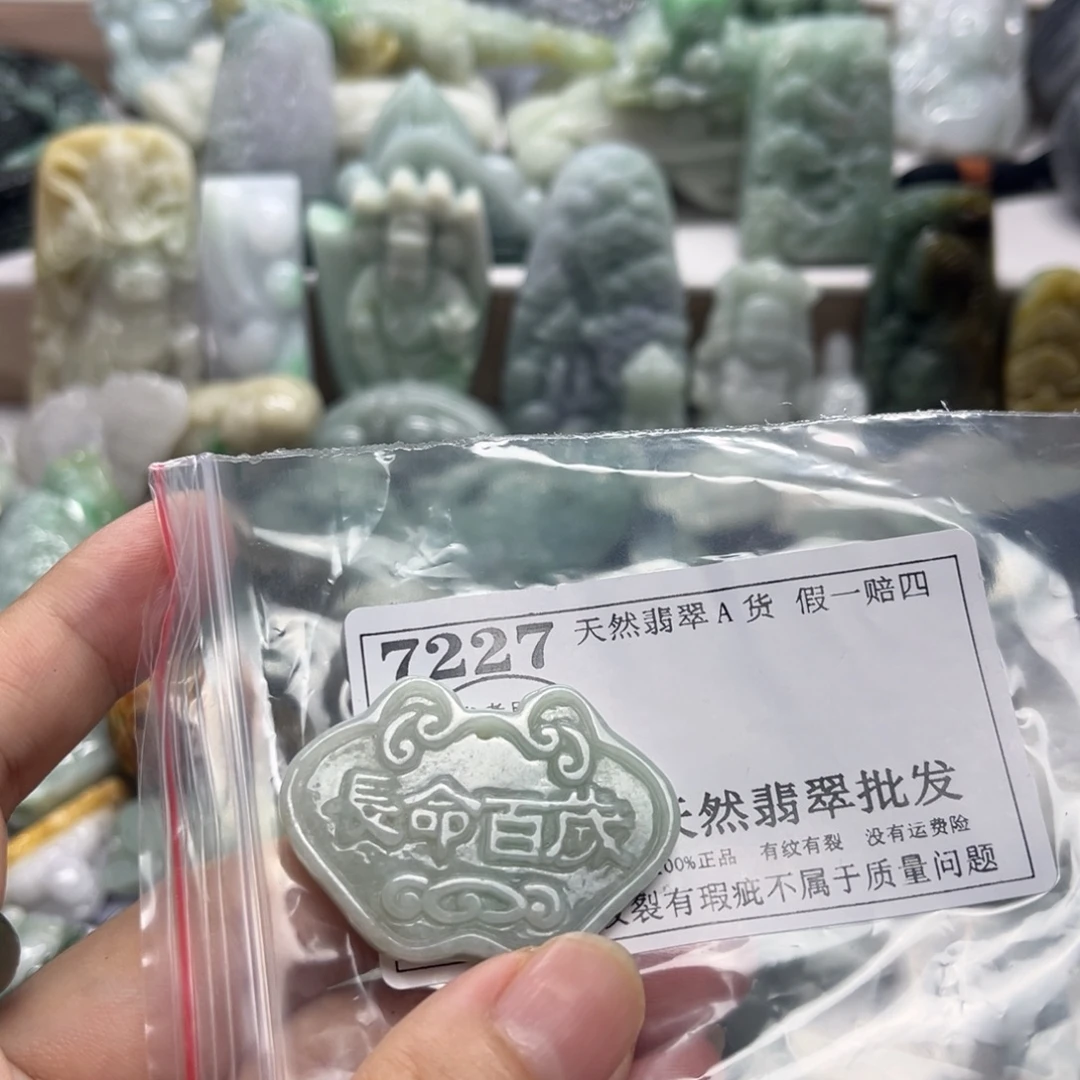 7227 天然翡翠A货 假一赔四
長命百歲
然翡翠批发
00%正品 有纹有裂 没有运费险
裂有瑕疵不属于质量问题